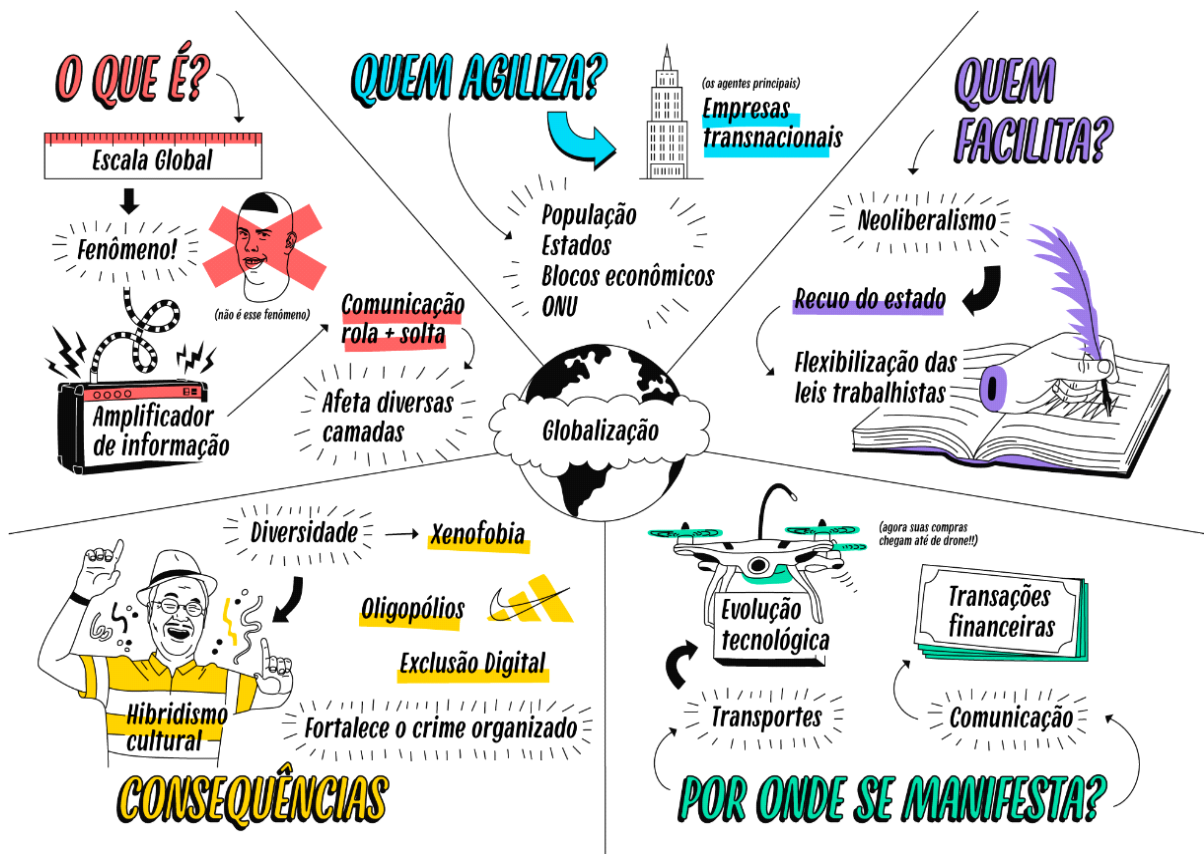 O QUE É?
Escala Global
Fenômeno!
(não é esse fenômeno)
Amplificador
de informação
Comunicação
rola + solta
Afeta diversas
camadas
QUEM AGILIZA?
(os agentes principais)
Empresas
transnacionais
População
Estados
Blocos econômicos
ONU
QUEM
FACILITA?
Neoliberalismo
Recuo do estado
Flexibilização das
leis trabalhistas
Globalização
Diversidade
Xenofobia
Oligopólios
Exclusão Digital
Hibridismo
cultural
Fortalece o crime organizado
CONSEQUÊNCIAS
(agora suas compras
chegam até de drone!!)
Evolução
tecnológica
Transações
financeiras
Transportes
Comunicação
POR ONDE SE MANIFESTA?